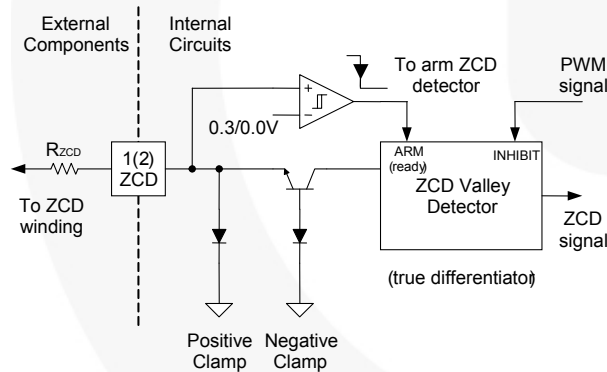 External
Components
Internal
Circuits
To arm ZCD
detector
PWM
signal
+
−
0.3/0.0V
RZCD
1(2)
ZCD
ARM
(ready)
INHIBIT
ZCD Valley
Detector
To ZCD
winding
ZCD
signal
(true differentiator)
Positive
Clamp
Negative
Clamp